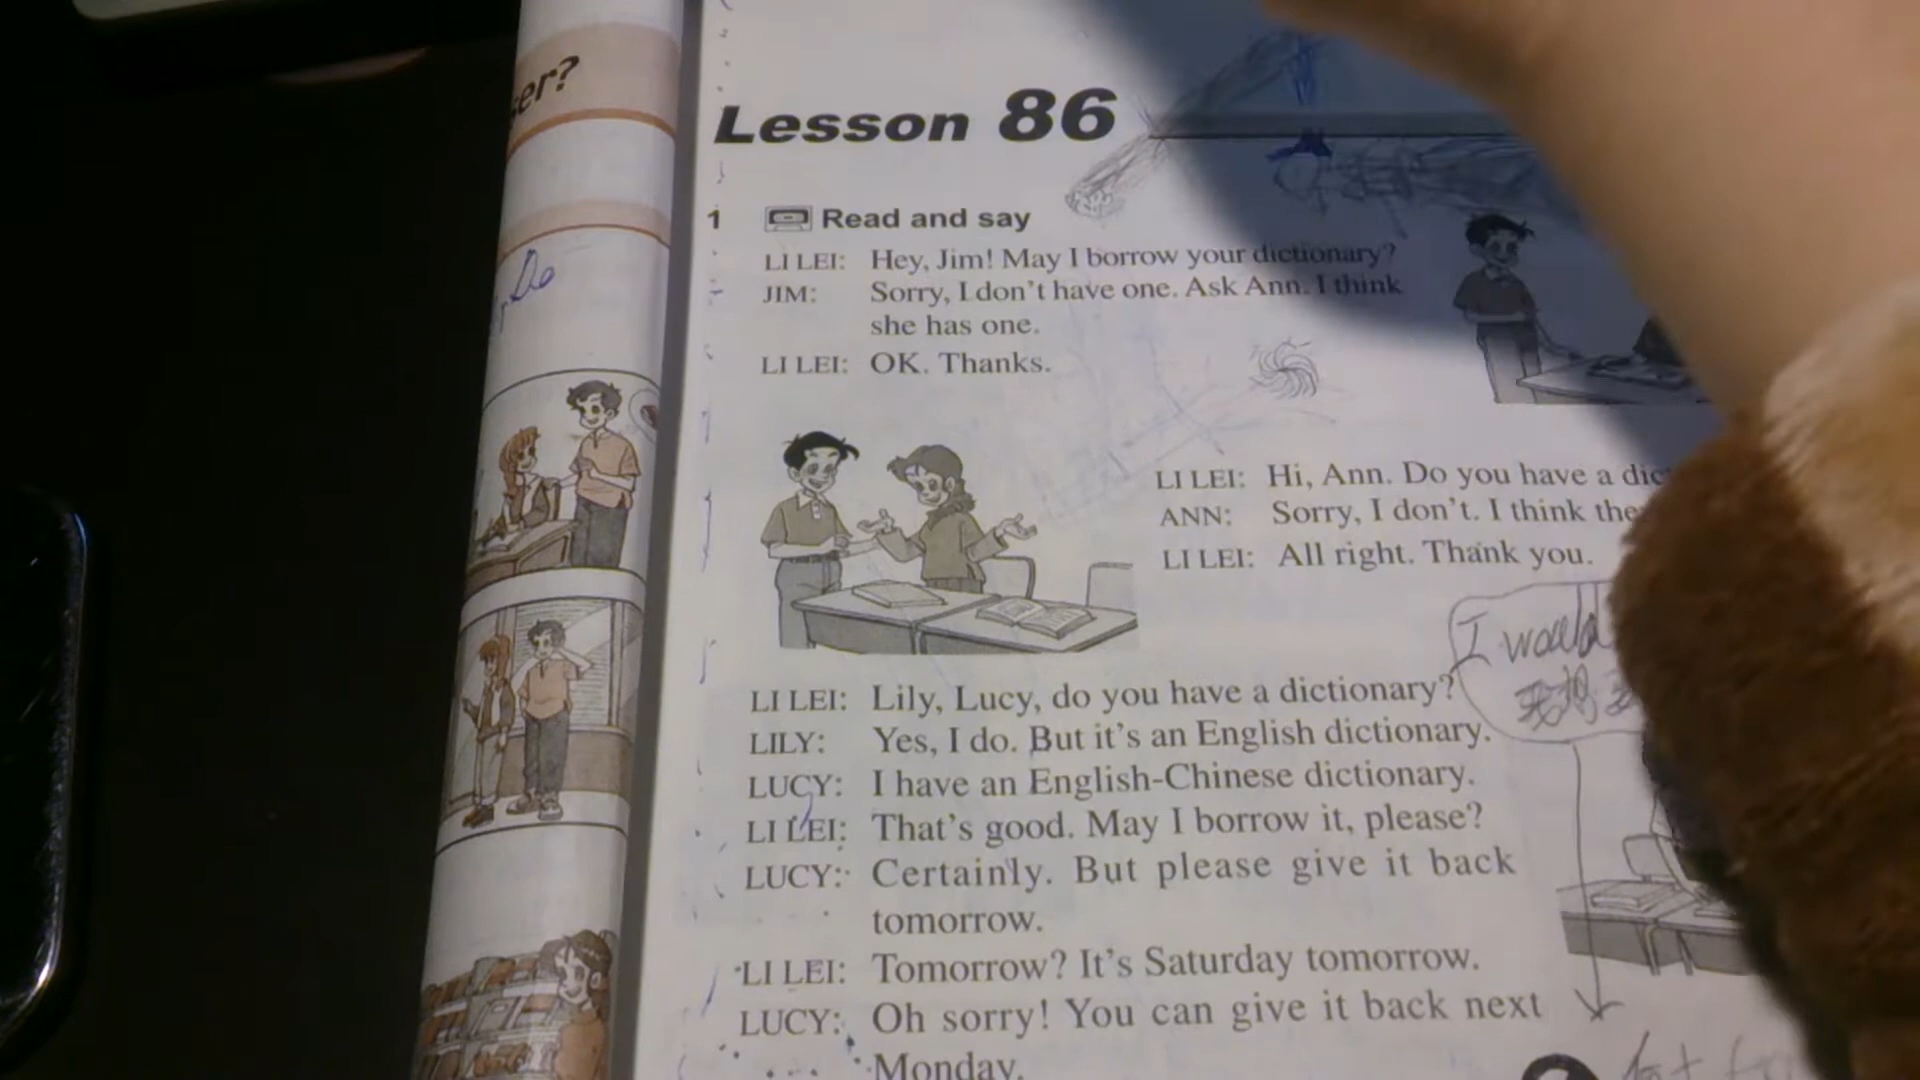 er?
Do
Lesson 86
1 Read and say
LI LEI: Hey, Jim! May I borrow your dictionary?
JIM: Sorry, I don't have one. Ask Ann. I think
she has one.
LI LEI: OK. Thanks.
LI LEI: Hi, Ann. Do you have a dic
ANN: Sorry, I don't. I think the
LI LEI: All right. Thank you.
I would
LI LEI: Lily, Lucy, do you have a dictionary?
LILY: Yes, I do. But it's an English dictionary.
LUCY: I have an English-Chinese dictionary.
LI LEI: That's good. May I borrow it, please?
LUCY: Certainly. But please give it back
tomorrow.
LI LEI: Tomorrow? It's Saturday tomorrow.
LUCY: Oh sorry! You can give it back next
Monday.